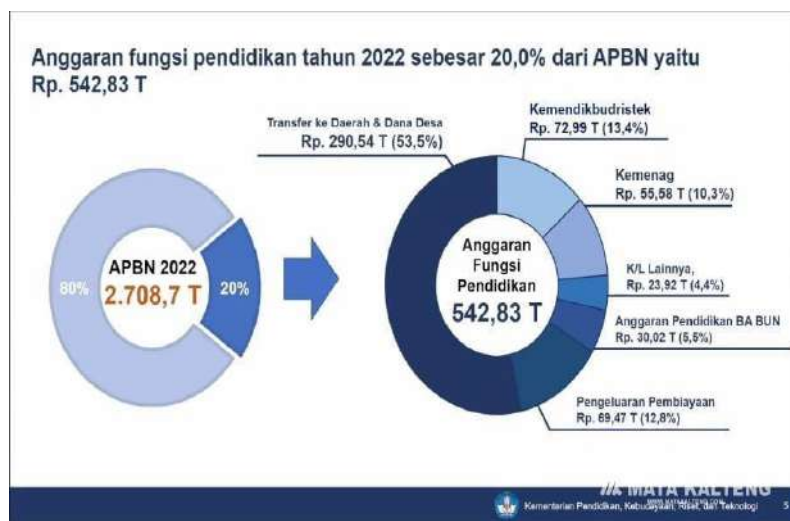 Anggaran fungsi pendidikan tahun 2022 sebesar 20,0% dari APBN yaitu
Rp. 542,83 T
Transfer ke Daerah & Dana Desa
Rp. 290,54 T (53,5%)
Kemendikbudristek
Rp. 72,99 T (13,4%)
Kemenag
Rp. 55,58 T (10,3%)
K/L Lainnya,
Rp. 23,92 T (4,4%)
Anggaran Pendidikan BA BUN
Rp. 30,02 T (5,5%)
Pengeluaran Pembiayaan
Rp. 69,47 T (12,8%)
80%
APBN 2022
2.708,7 T
20%
Anggaran
Fungsi
Pendidikan
542,83 T
MATA KALTENG
WWW.MATAKALTENG.COM
Kementerian Pendidikan, Kebudayaan, Riset, dan Teknologi
5